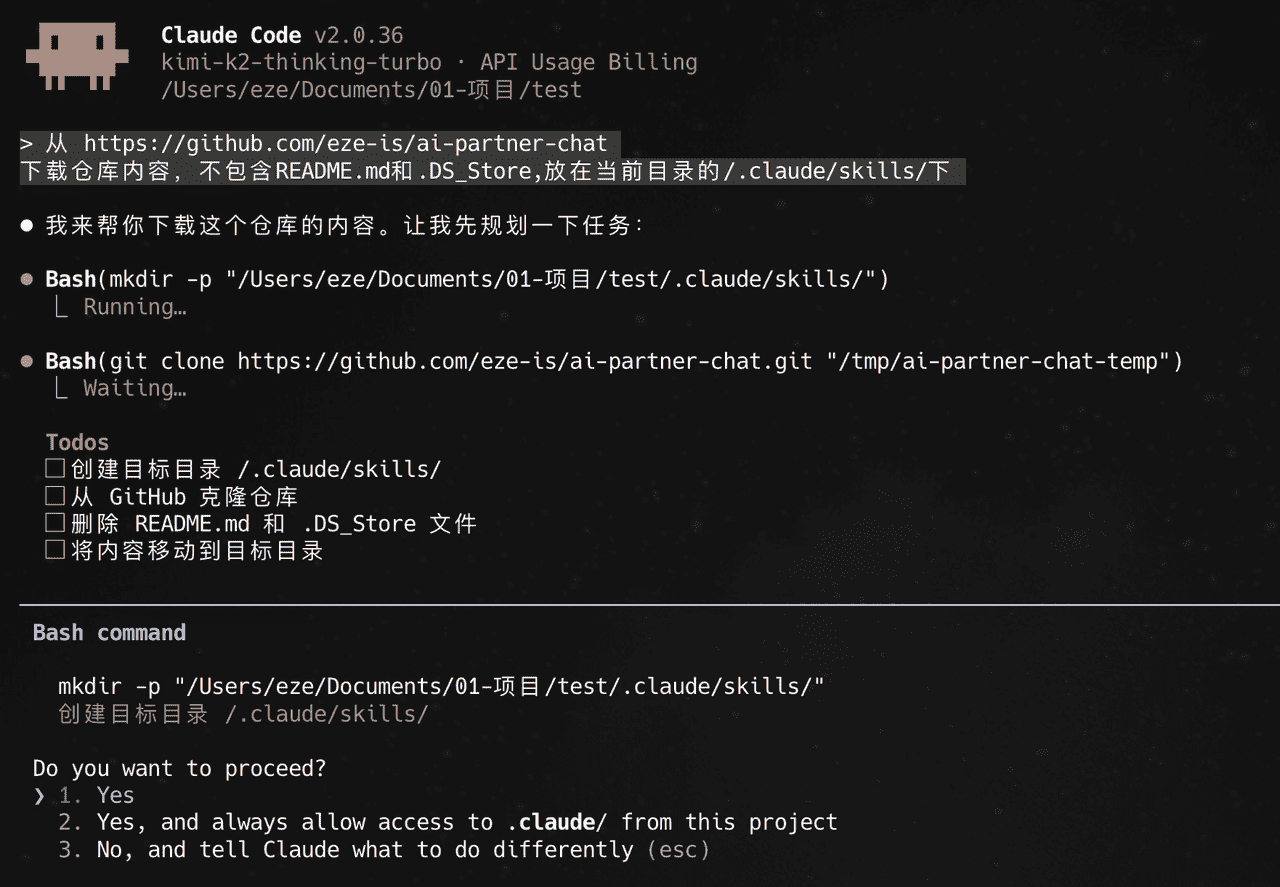 Claude Code v2.0.36
kimi-k2-thinking-turbo · API Usage Billing
/Users/eze/Documents/01-项目/test
> 从 https://github.com/eze-is/ai-partner-chat
下载仓库内容，不包含README.md和.DS_Store,放在当前目录的/.claude/skills/下
● 我来帮你下载这个仓库的内容。让我先规划一下任务：
● Bash(mkdir -p "/Users/eze/Documents/01-项目/test/.claude/skills/")
⎿ Running…
● Bash(git clone https://github.com/eze-is/ai-partner-chat.git "/tmp/ai-partner-chat-temp")
⎿ Waiting…
Todos
☐ 创建目标目录 /.claude/skills/
☐ 从 GitHub 克隆仓库
☐ 删除 README.md 和 .DS_Store 文件
☐ 将内容移动到目标目录
Bash command
mkdir -p "/Users/eze/Documents/01-项目/test/.claude/skills/"
创建目标目录 /.claude/skills/
Do you want to proceed?
❯ 1. Yes
2. Yes, and always allow access to .claude/ from this project
3. No, and tell Claude what to do differently (esc)